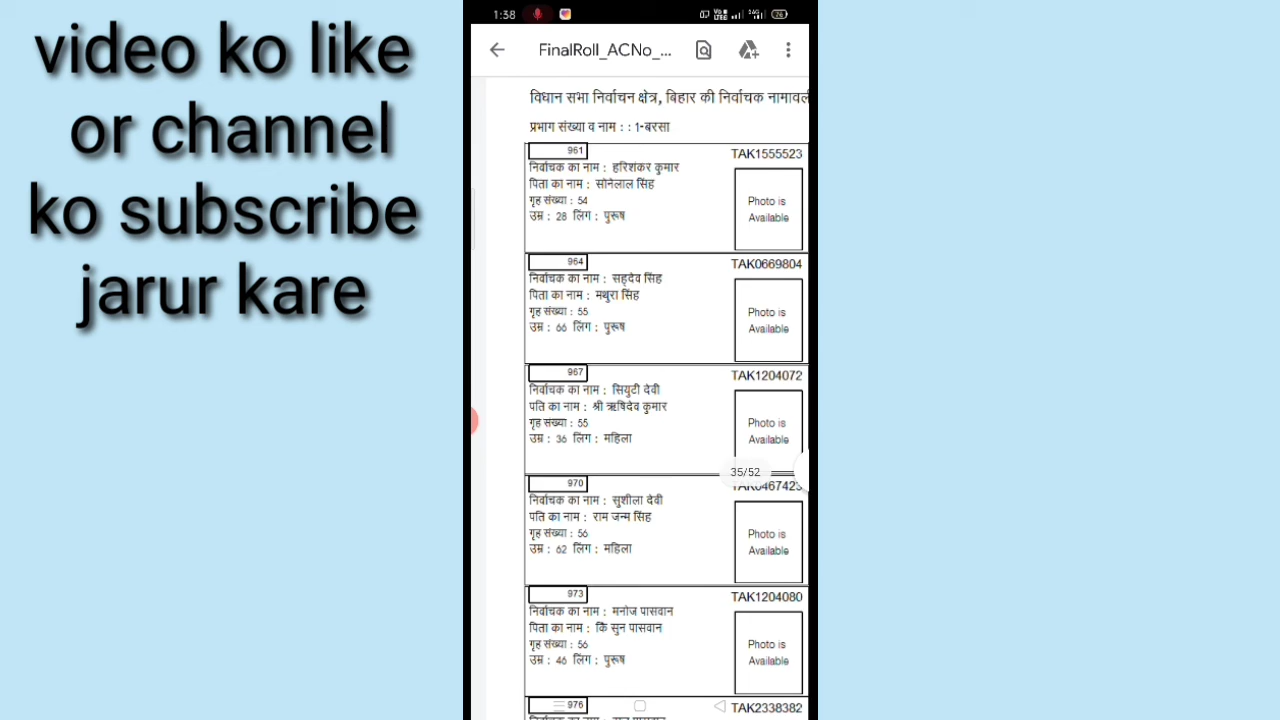 video ko like
or channel
ko subscribe
jarur kare
1:38
FinalRoll_ACNo_...
विधान सभा निर्वाचन क्षेत्र, बिहार की निर्वाचक
प्रभाग संख्या व नाम : : 1-बरसा
961 TAK1555523
निर्वाचक का नाम : हरिशंकर कुमार
पिता का नाम : सोनेलाल सिंह
गृह संख्या : 54
उम्र : 28 लिंग : पुरूष
Photo is
Available
964 TAK0669804
निर्वाचक का नाम : सहदेव सिंह
पिता का नाम : मथुरा सिंह
गृह संख्या : 55
उम्र : 66 लिंग : पुरूष
Photo is
Available
967 TAK1204072
निर्वाचक का नाम : सियुटी देवी
पति का नाम : श्री ऋषिदेव कुमार
गृह संख्या : 55
उम्र : 36 लिंग : महिला
Photo is
Available
35/52
970
निर्वाचक का नाम : सुशीला देवी
पति का नाम : राम जन्म सिंह
गृह संख्या : 56
उम्र : 62 लिंग : महिला
Photo is
Available
973 TAK1204080
निर्वाचक का नाम : मनोज पासवान
पिता का नाम : कि सुन पासवान
गृह संख्या : 56
उम्र : 46 लिंग : पुरूष
Photo is
Available
976 TAK2338382